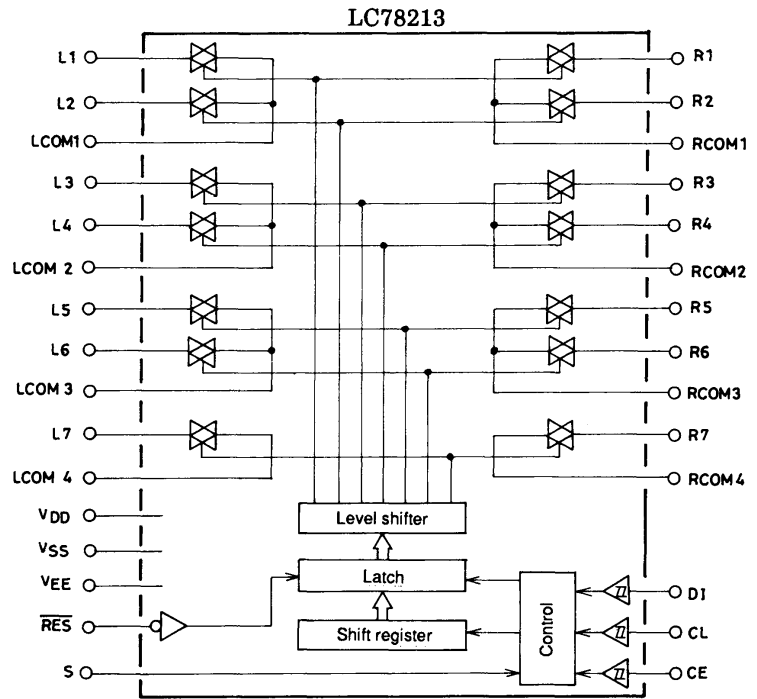 LC78213
L1
R1
L2
R2
LCOM1
RCOM1
L3
R3
L4
R4
LCOM 2
RCOM2
L5
R5
L6
R6
LCOM 3
RCOM3
L7
R7
LCOM 4
RCOM4
VDD
Level shifter
VSS
VEE
Latch
DI
RES
Shift register
Control
CL
S
CE